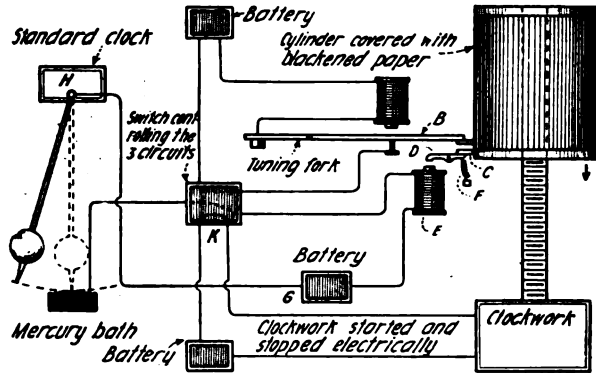 Battery
Standard clock
H
Cylinder covered with
blackened paper
Switch cont
rolling the
3 circuits
B
Tuning fork
D
C
F
K
E
Battery
G
Mercury bath
Battery
Clockwork started and
stopped electrically
Clockwork